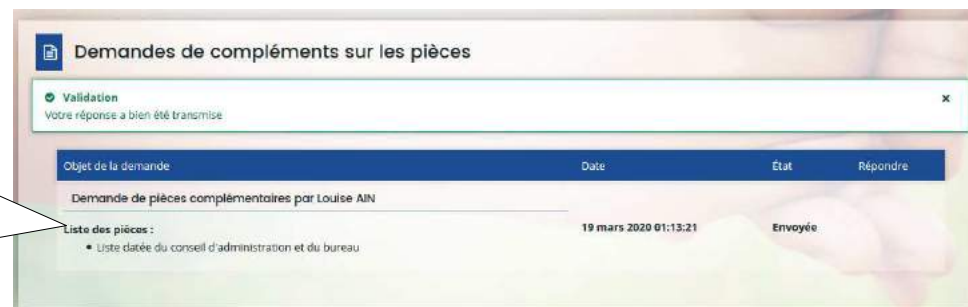 Demandes de compléments sur les pièces
Validation
Votre réponse a bien été transmise
Objet de la demande Date État Répondre
Demande de pièces complémentaires par Louise AIN
Liste des pièces :
19 mars 2020 01:13:21 Envoyée
Liste datée du conseil d'administration et du bureau